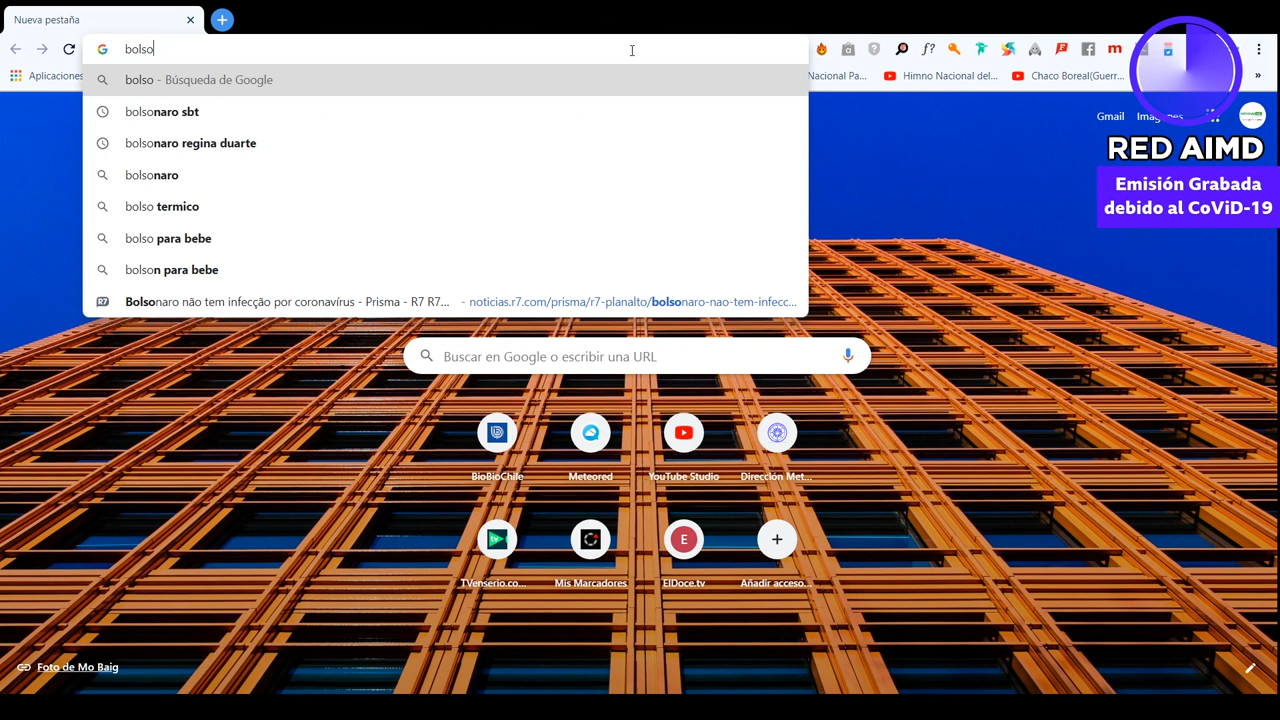 Nueva pestaña
bolso
bolso - Búsqueda de Google
bolsonaro sbt
bolsonaro regina duarte
bolsonaro
bolso termico
bolso para bebe
bolson para bebe
Bolsonaro não tem infecção por coronavírus - Prisma - R7 R7... - noticias.r7.com/prisma/r7-planalto/bolsonaro-nao-tem-infecc...
f?
m
Aplicaciones
Nacional Pa...
Himno Nacional del...
Chaco Boreal(Guerr...
»
Gmail
Imágenes
RED AIMD
Emisión Grabada
debido al CoViD-19
Buscar en Google o escribir una URL
BioBioChile
Meteored
YouTube Studio
Dirección Met...
tv
E
TVenserio.co...
Mis Marcadores
ElDoce.tv
Añadir acceso...
Foto de Mo Baig